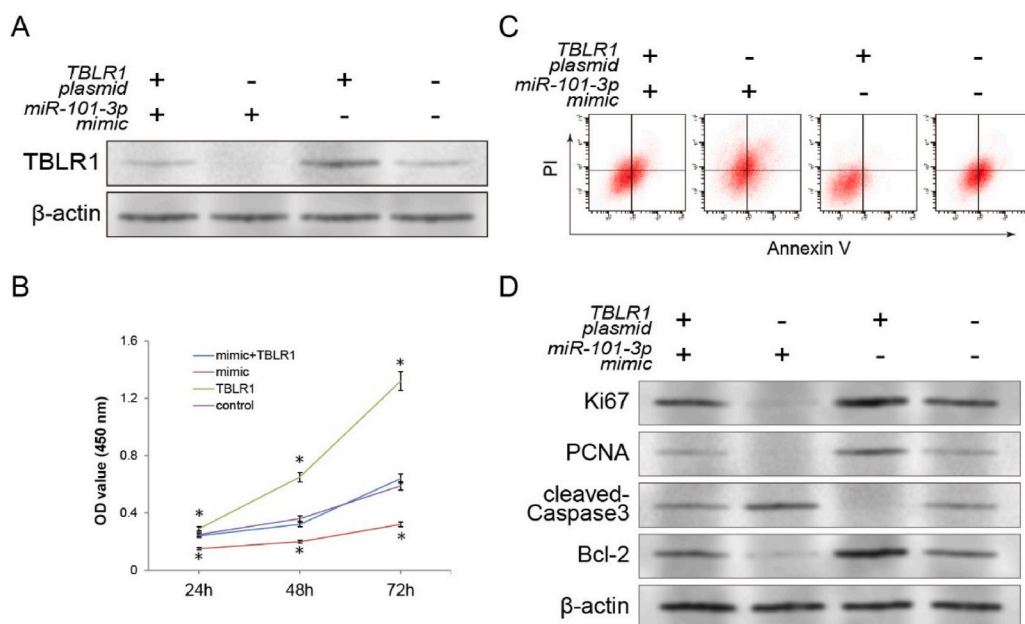 A
TBLR1
plasmid
+ - + -
miR-101-3p
mimic
+ + - -
TBLR1
β-actin
B
OD value (450 nm)
1.6
1.2
0.8
0.4
0
mimic+TBLR1
mimic
TBLR1
control
* * *
* * *
24h 48h 72h
C
TBLR1
plasmid
+ - + -
miR-101-3p
mimic
+ + - -
PI
Annexin V
D
TBLR1
plasmid
+ - + -
miR-101-3p
mimic
+ + - -
Ki67
PCNA
cleaved-
Caspase3
Bcl-2
β-actin